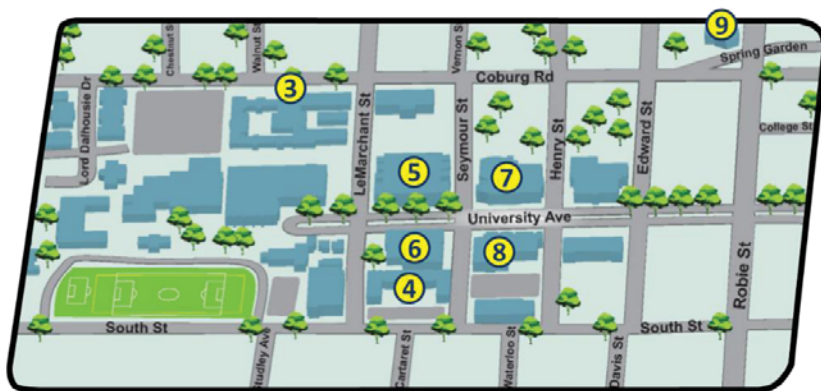 9
Chestnut S
Walnut St
Vernon St
Spring Garden
3
Coburg Rd
Lord Dalhousie Dr
LeMarchant St
Seymour St
Henry St
Edward St
College St
5
7
University Ave
6
8
4
Robie St
South St
South St
Studley Ave
Cartaret St
Waterloo St
Davis St